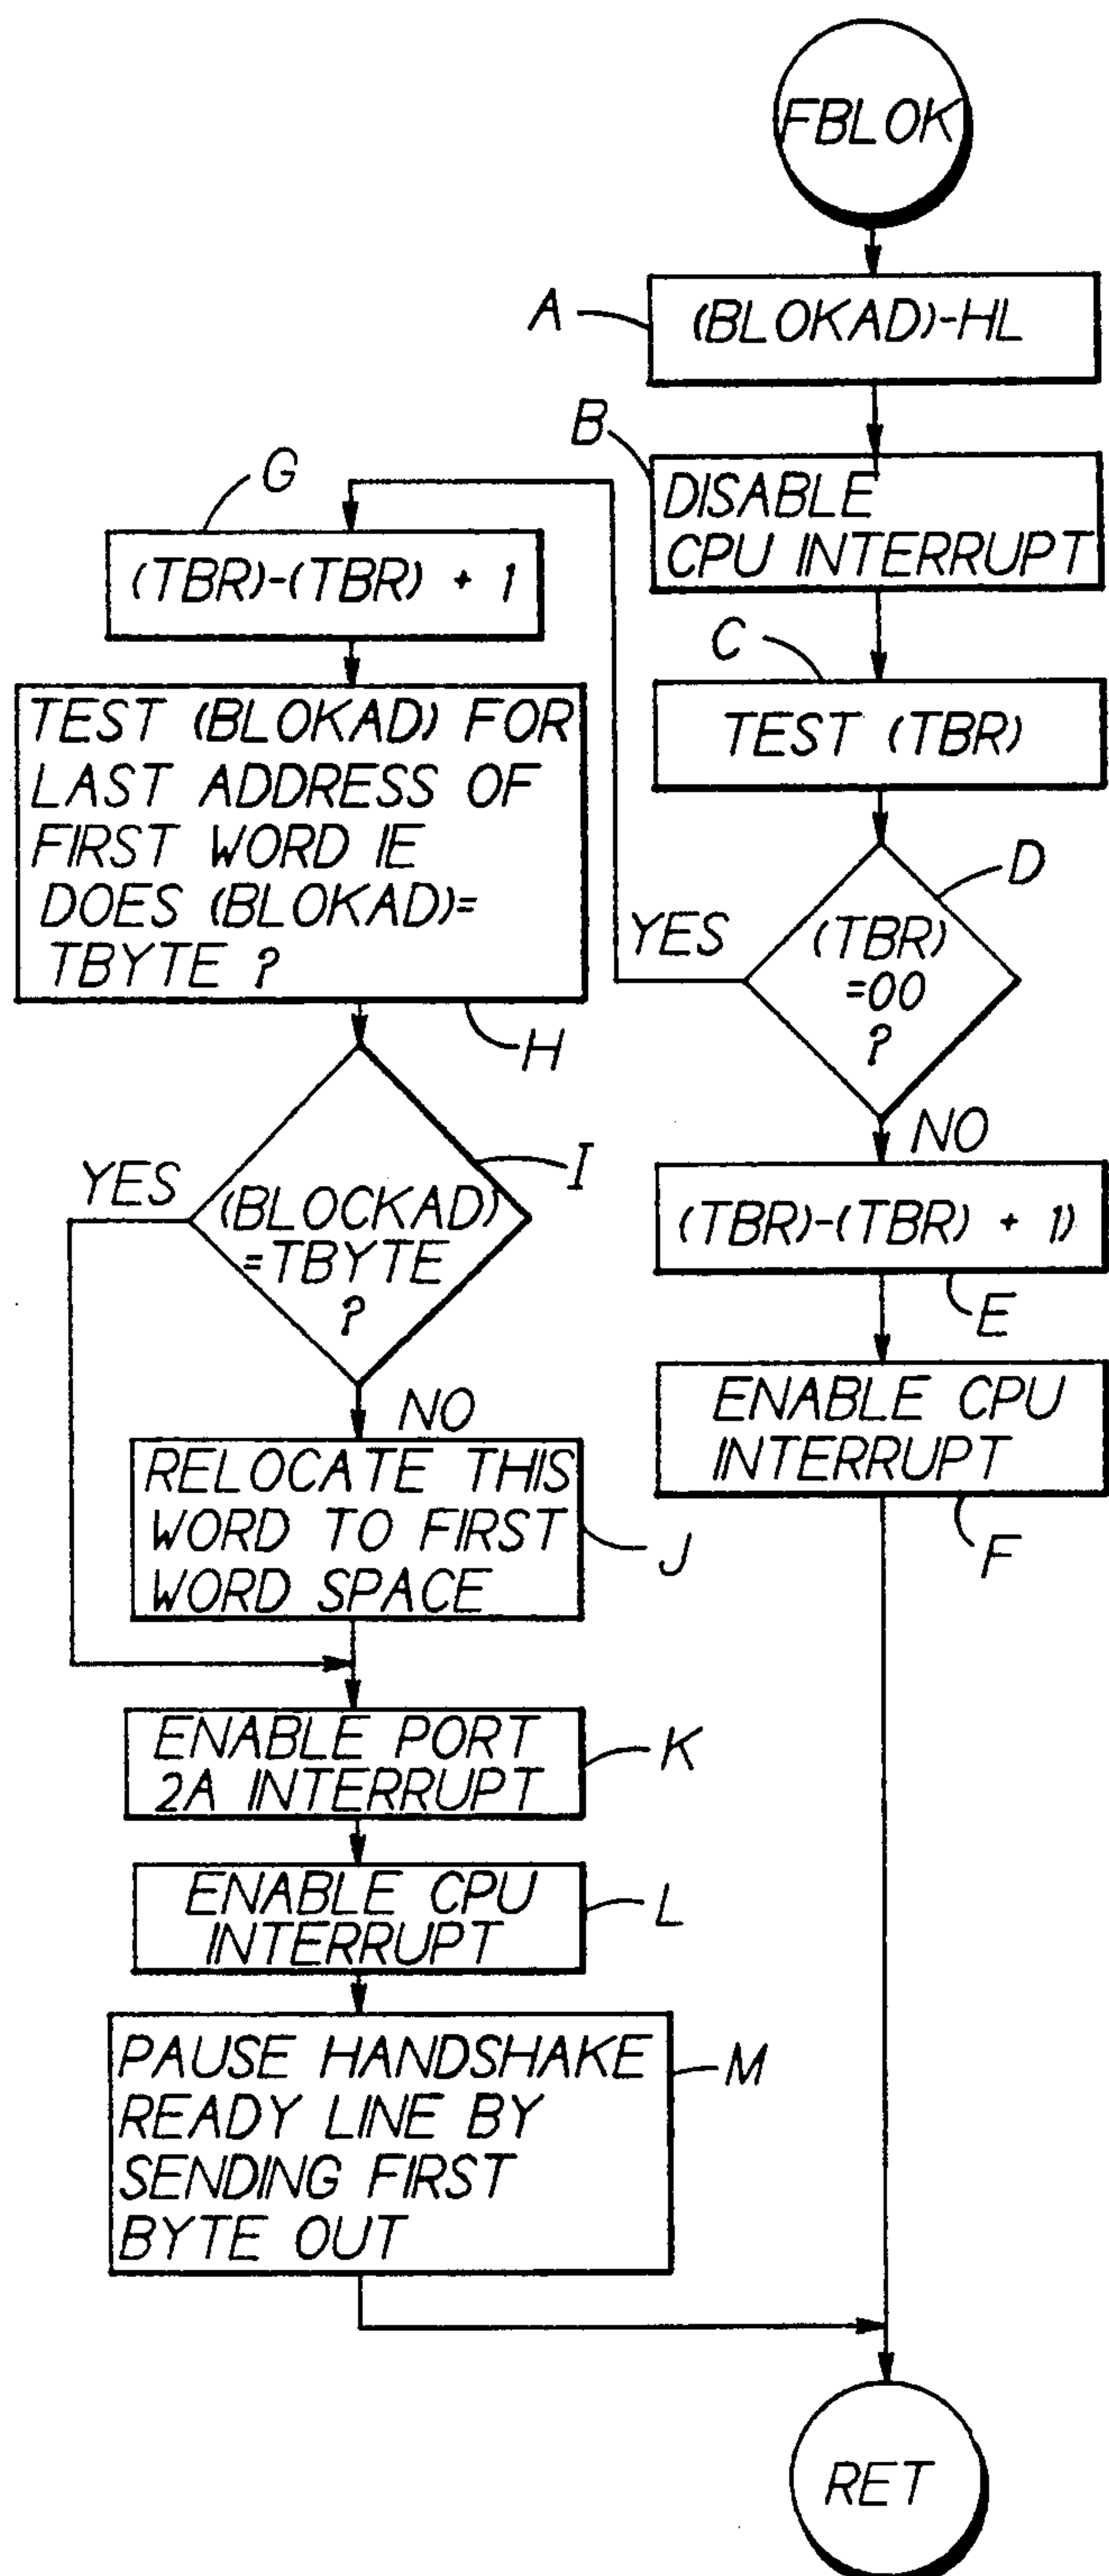 FBLOK
A
(BLOKAD)-HL
B
DISABLE
CPU INTERRUPT
C
TEST (TBR)
D
(TBR)
=00
?
YES
NO
(TBR)-(TBR) + 1)
E
ENABLE CPU
INTERRUPT
F
G
(TBR)-(TBR) + 1
TEST (BLOKAD) FOR
LAST ADDRESS OF
FIRST WORD IE
DOES (BLOKAD)=
TBYTE ?
H
I
(BLOCKAD)
=TBYTE
?
YES
NO
RELOCATE THIS
WORD TO FIRST
WORD SPACE
J
ENABLE PORT
2A INTERRUPT
K
ENABLE CPU
INTERRUPT
L
PAUSE HANDSHAKE
READY LINE BY
SENDING FIRST
BYTE OUT
M
RET